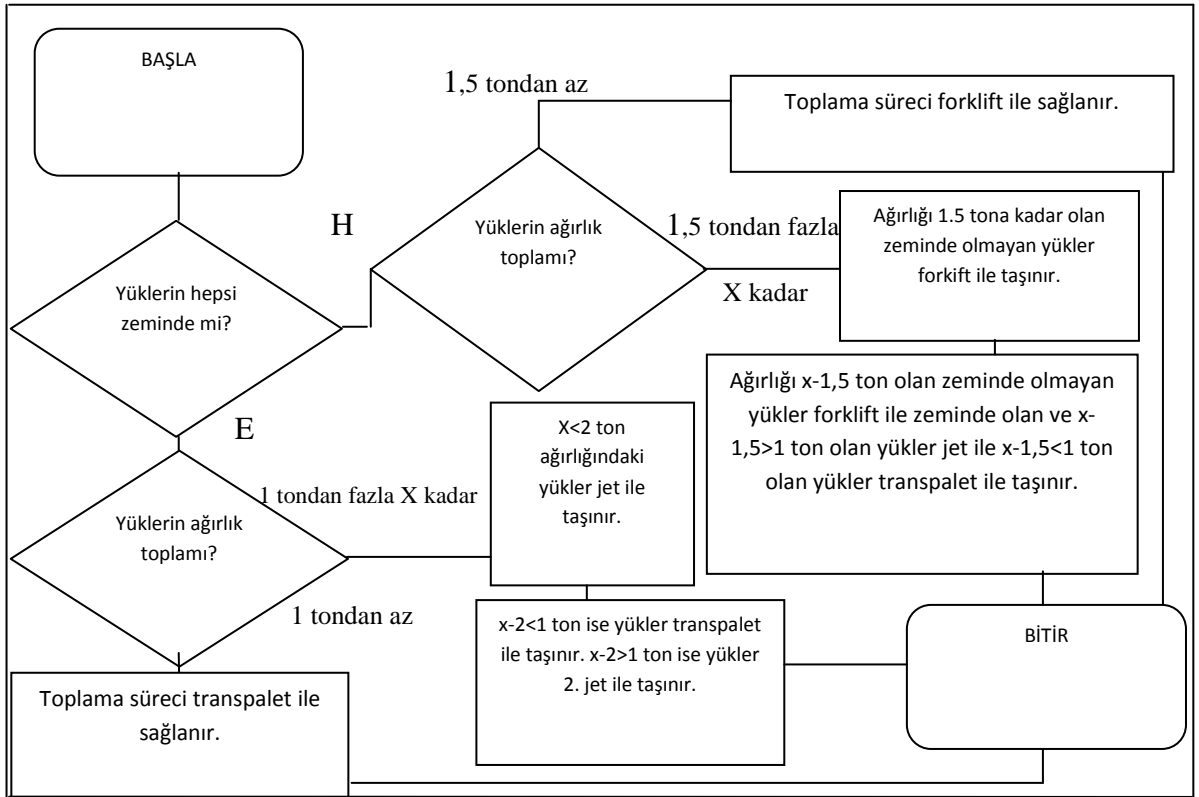 BAŞLA
1,5 tondan az
Toplama süreci forklift ile sağlanır.
H
Yüklerin ağırlık
toplamı?
1,5 tondan fazla
X kadar
Ağırlığı 1.5 tona kadar olan
zeminde olmayan yükler
forkift ile taşınır.
Yüklerin hepsi
zeminde mi?
Ağırlığı x-1,5 ton olan zeminde olmayan
yükler forklift ile zeminde olan ve x-
1,5>1 ton olan yükler jet ile x-1,5<1 ton
olan yükler transpalet ile taşınır.
E
X<2 ton
ağırlığındaki
yükler jet ile
taşınır.
1 tondan fazla X kadar
Yüklerin ağırlık
toplamı?
1 tondan az
x-2<1 ton ise yükler transpalet
ile taşınır. x-2>1 ton ise yükler
2. jet ile taşınır.
BİTİR
Toplama süreci transpalet ile
sağlanır.